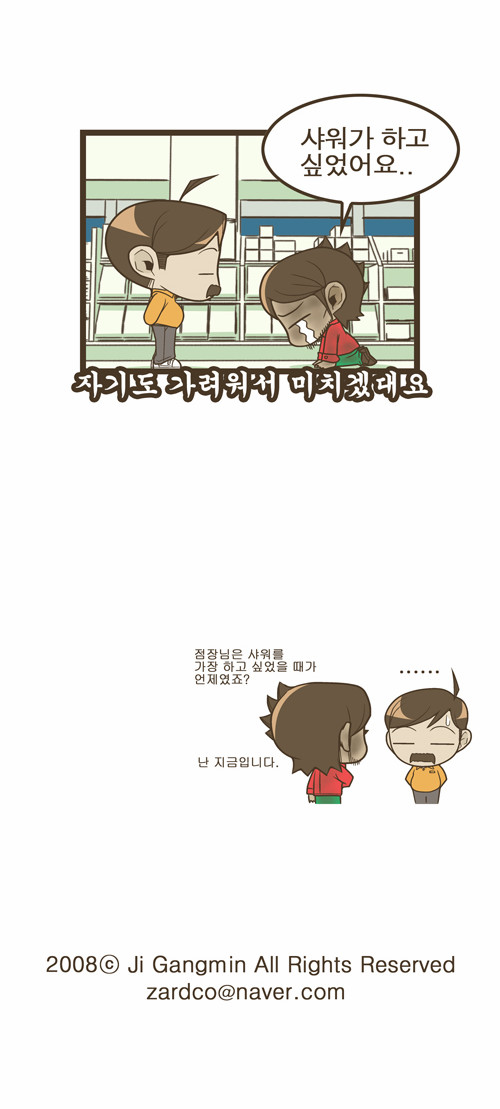 샤워가 하고
싶었어요..
자기도 가려워서 미치겠대요
점장님은 샤워를
가장 하고 싶었을 때가
언제였죠?
......
난 지금입니다.
2008ⓒ Ji Gangmin All Rights Reserved
zardco@naver.com